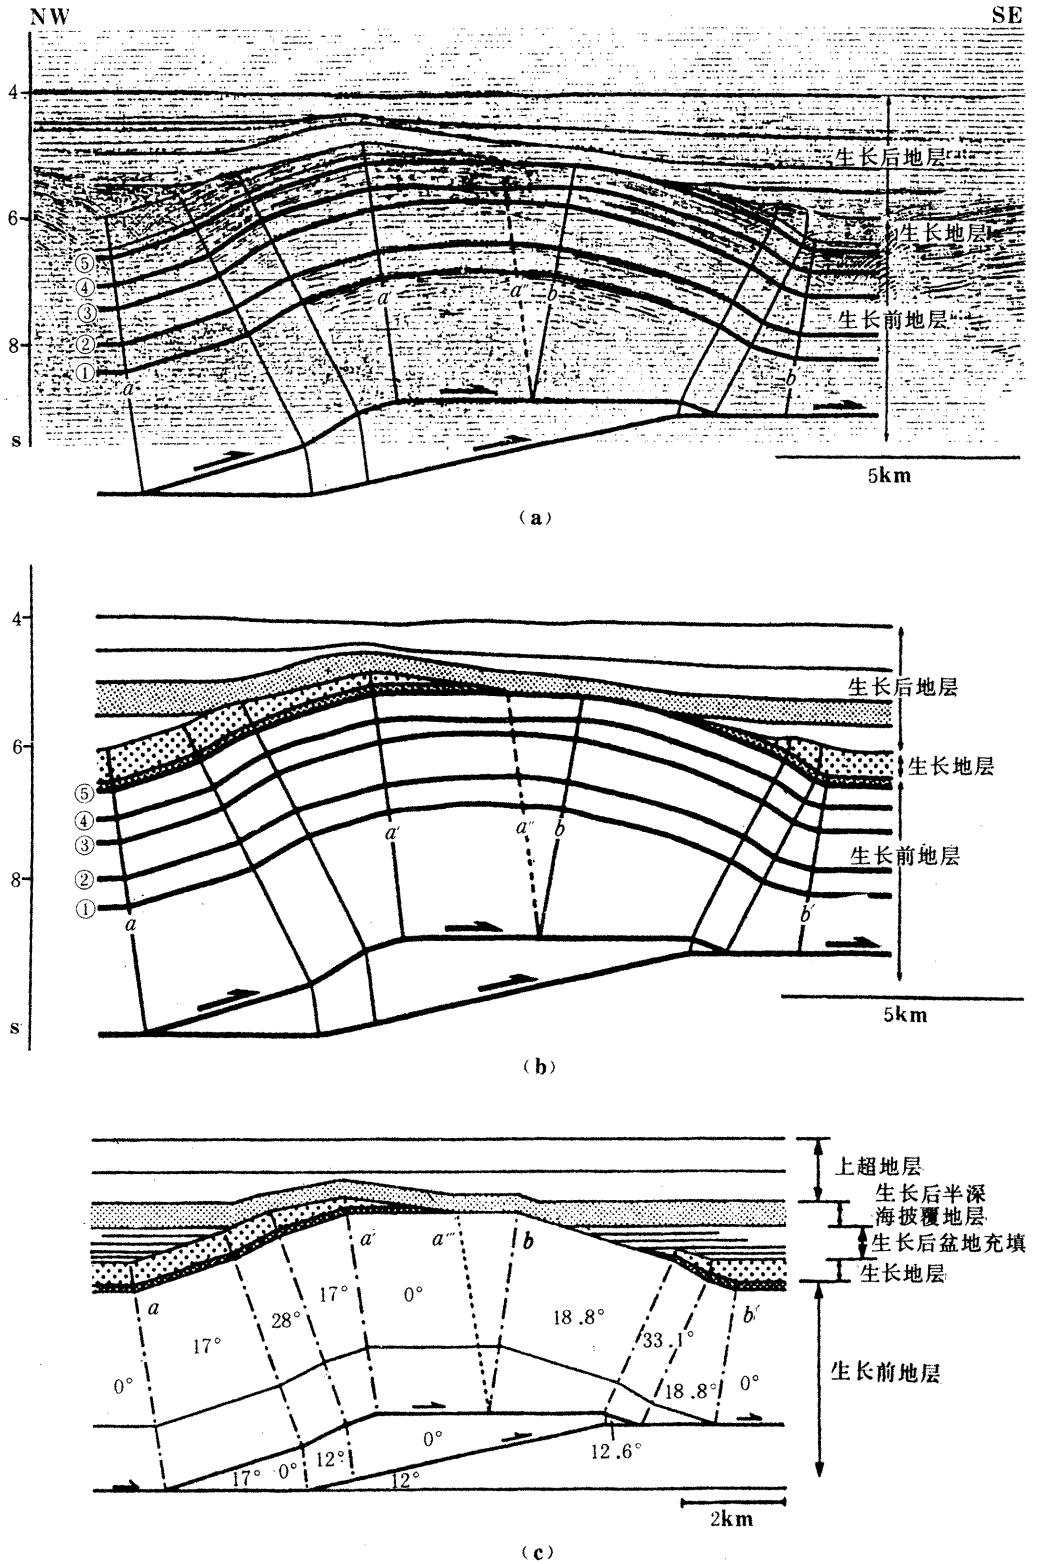 NW
SE
4
生长后地层
6
生长地层
⑤
④
③
a'
a"
b
生长前地层
②
8
①
a
b
s
5km
(a)
4
生长后地层
6
生长地层
⑤
④
③
a'
a"
b
生长前地层
②
8
①
a
b'
s
5km
(b)
上超地层
生长后半深
海披覆地层
a'
a'''
b
生长后盆地充填
生长地层
a
17°
0°
b'
28°
18.8°
17°
33.1°
生长前地层
0°
18.8°
0°
0°
12.6°
17°
0°
12°
12°
2km
(c)